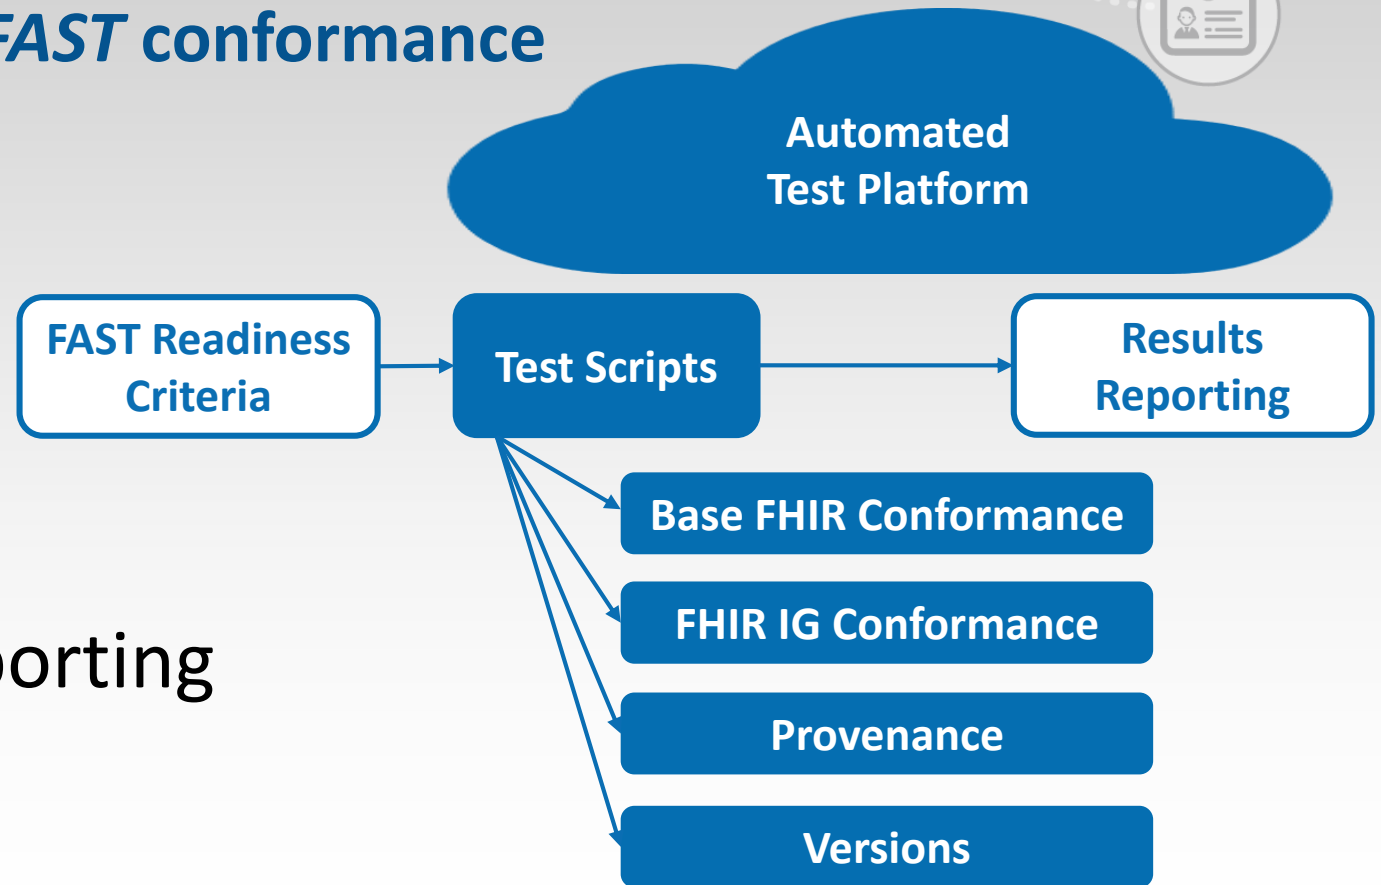 FAST conformance
Automated
Test Platform
FAST Readiness
Criteria
Test Scripts
Results
Reporting
Base FHIR Conformance
FHIR IG Conformance
porting
Provenance
Versions